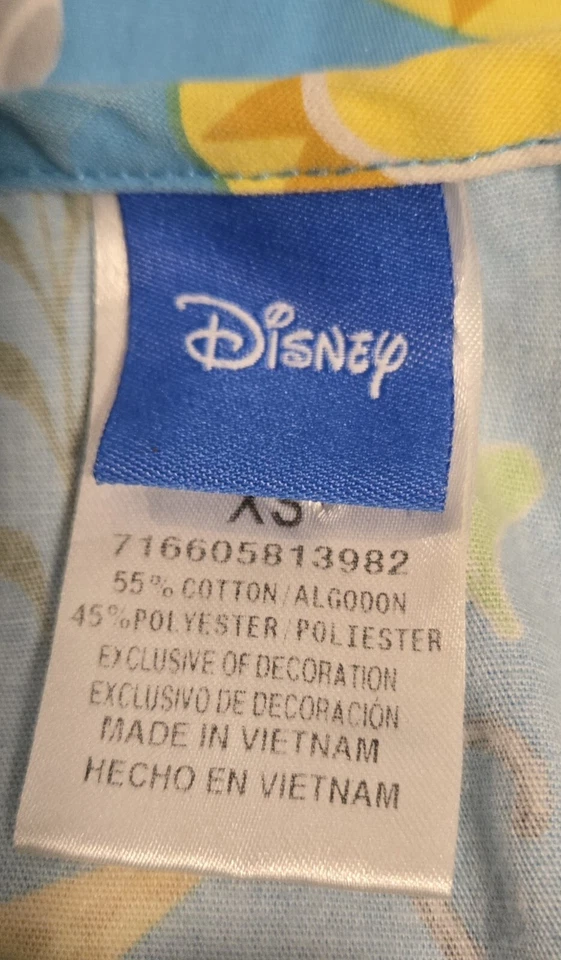 Disney
XS
716605813982
55% COTTON/ALGODON
45% POLYESTER/POLIESTER
EXCLUSIVE OF DECORATION
EXCLUSIVO DE DECORACIÓN
MADE IN VIETNAM
HECHO EN VIETNAM